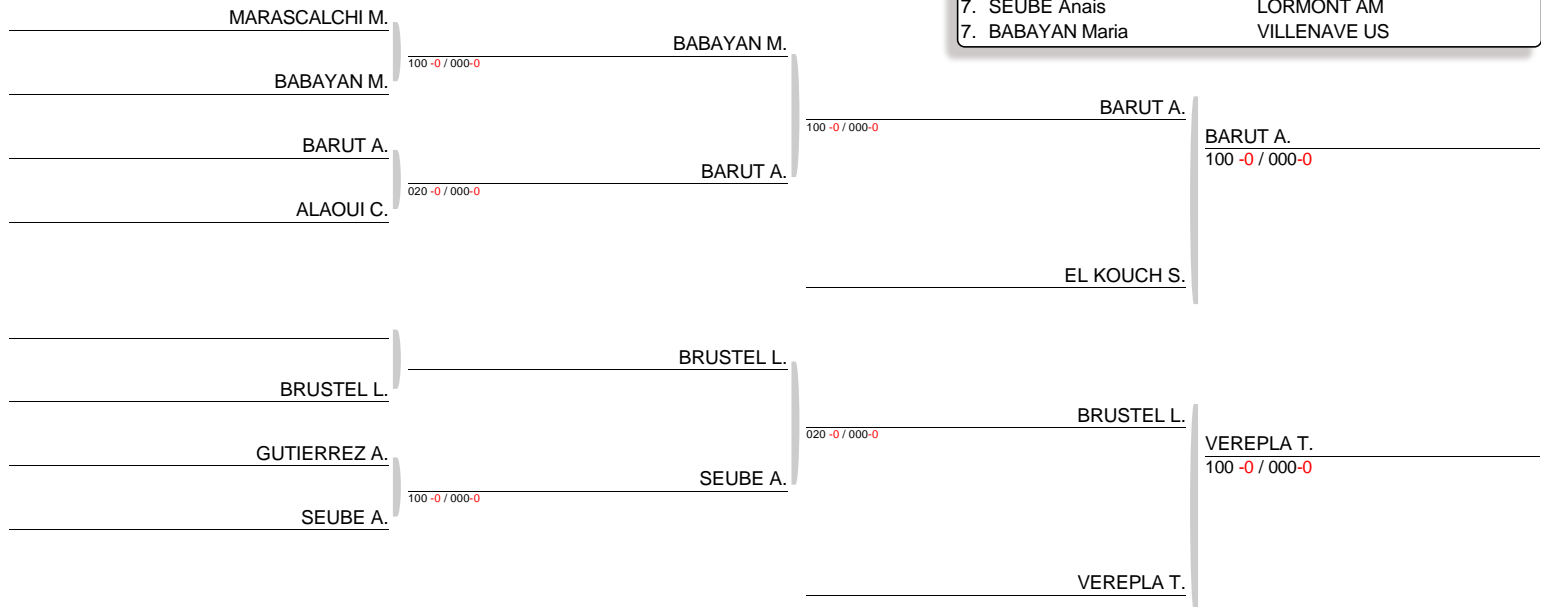 7. SEUBE Anais LORMONT AM
7. BABAYAN Maria VILLENAVE US
MARASCALCHI M.
BABAYAN M.
100 -0 / 000-0
BABAYAN M.
BARUT A.
100 -0 / 000-0
BARUT A.
100 -0 / 000-0
BARUT A.
BARUT A.
020 -0 / 000-0
ALAOUI C.
EL KOUCH S.
BRUSTEL L.
BRUSTEL L.
BRUSTEL L.
020 -0 / 000-0
GUTIERREZ A.
VEREPLA T.
100 -0 / 000-0
SEUBE A.
100 -0 / 000-0
SEUBE A.
VEREPLA T.